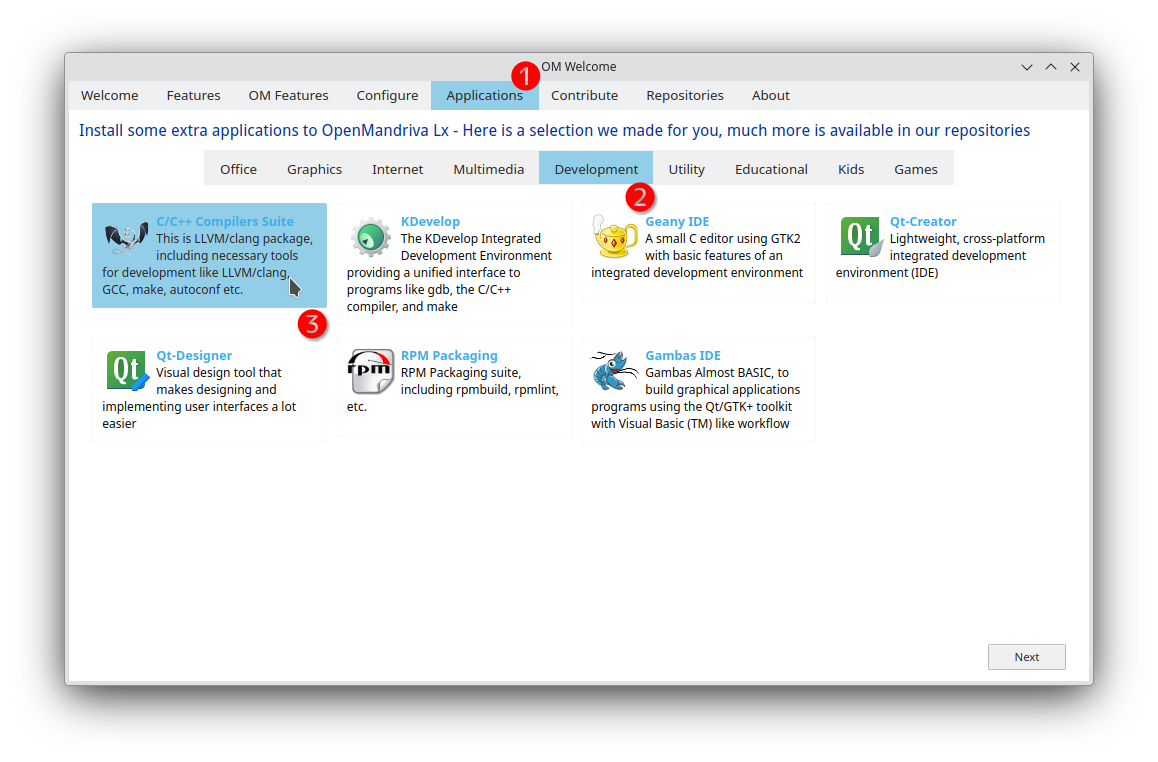 OM Welcome
1
Welcome Features OM Features Configure Applications Contribute Repositories About
Install some extra applications to OpenMandriva Lx - Here is a selection we made for you, much more is available in our repositories
Office Graphics Internet Multimedia Development Utility Educational Kids Games
2
C/C++ Compilers Suite
This is LLVM/clang package,
including necessary tools
for development like LLVM/clang,
GCC, make, autoconf etc.
3
KDevelop
The KDevelop Integrated
Development Environment
providing a unified interface to
programs like gdb, the C/C++
compiler, and make
Geany IDE
A small C editor using GTK2
with basic features of an
integrated development environment
Qt
Qt-Creator
Lightweight, cross-platform
integrated development
environment (IDE)
Qt
Qt-Designer
Visual design tool that
makes designing and
implementing user interfaces a lot
easier
rpm
RPM Packaging
RPM Packaging suite,
including rpmbuild, rpmlint,
etc.
Gambas IDE
Gambas Almost BASIC, to
build graphical applications
programs using the Qt/GTK+ toolkit
with Visual Basic (TM) like workflow
Next